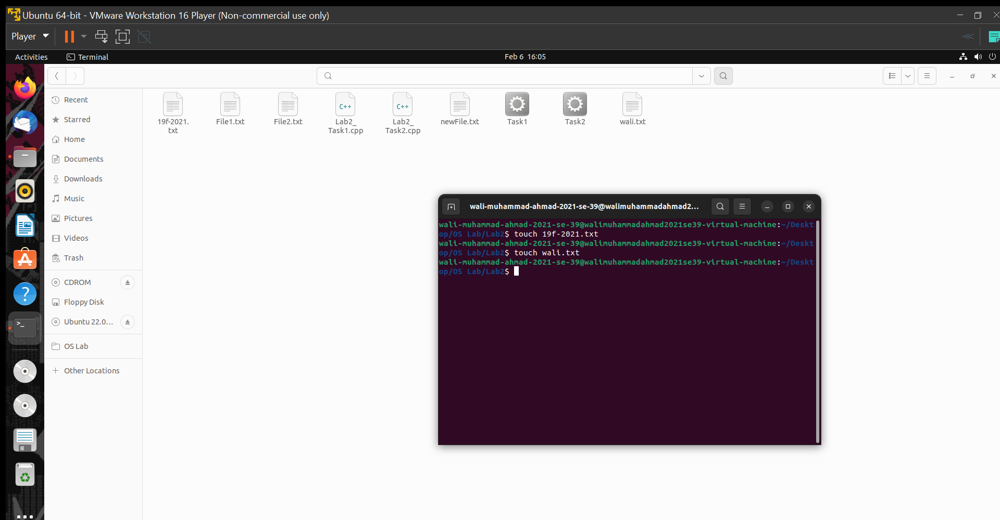 Ubuntu 64-bit - VMware Workstation 16 Player (Non-commercial use only)
Player
Activities
Terminal
Feb 6 16:05
Recent
Starred
Home
Documents
Downloads
Music
Pictures
Videos
Trash
CDROM
Floppy Disk
Ubuntu 22.0…
OS Lab
Other Locations
19f-2021.
txt
File1.txt
File2.txt
Lab2_
Task1.cpp
Lab2_
Task2.cpp
newFile.txt
Task1
Task2
wali.txt
C++
C++
wali-muhammad-ahmad-2021-se-39@walimuhammadahmad2...
wali-muhammad-ahmad-2021-se-39@walimuhammadahmad2021se39-virtual-machine:~/Deskt
op/OS Lab/Lab2$ touch 19f-2021.txt
wali-muhammad-ahmad-2021-se-39@walimuhammadahmad2021se39-virtual-machine:~/Deskt
op/OS Lab/Lab2$ touch wali.txt
wali-muhammad-ahmad-2021-se-39@walimuhammadahmad2021se39-virtual-machine:~/Deskt
op/OS Lab/Lab2$